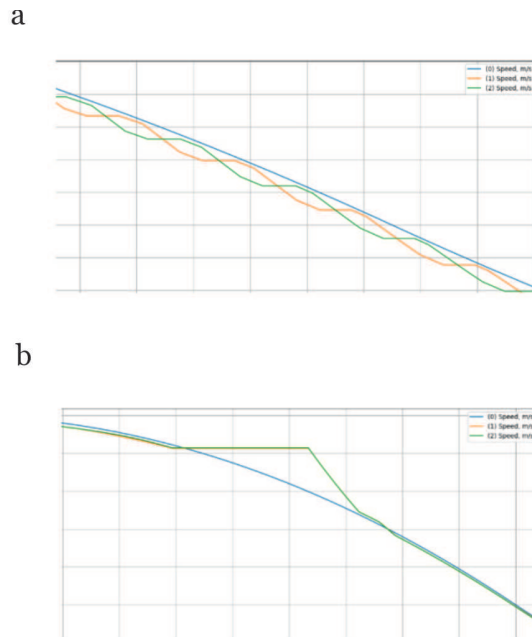 a
(0) Speed, m/s
(1) Speed, m/s
(2) Speed, m/s
b
(0) Speed, m/s
(1) Speed, m/s
(2) Speed, m/s